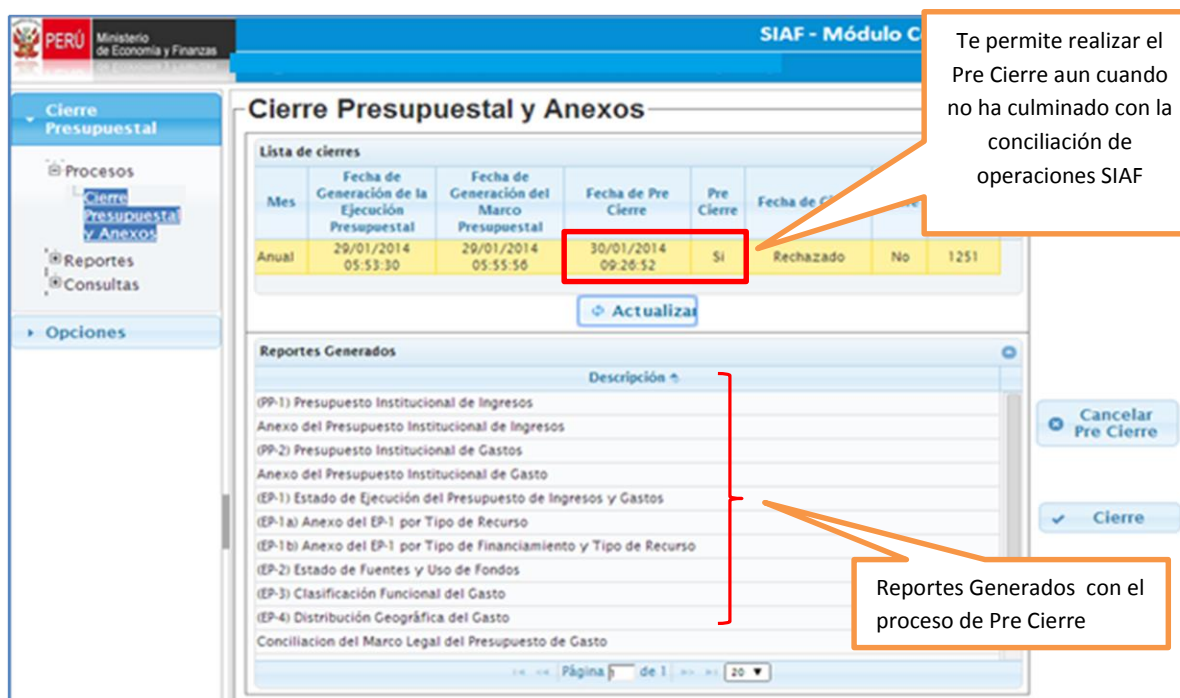 PERÚ
Ministerio
de Economía y Finanzas
SIAF - Módulo C
Te permite realizar el
Pre Cierre aun cuando
no ha culminado con la
conciliación de
operaciones SIAF
Cierre
Presupuestal
Procesos
Cierre
Presupuestal
y Anexos
Reportes
Consultas
Opciones
Cierre Presupuestal y Anexos
Lista de cierres
Mes
Fecha de
Generación de la
Ejecución
Presupuestal
Fecha de
Generación del
Marco
Presupuestal
Fecha de Pre
Cierre
Pre
Cierre
Fecha de
Anual
29/01/2014
05:53:30
29/01/2014
05:55:56
30/01/2014
09:26:52
Si
Rechazado
No
1251
Actualizar
Reportes Generados
Descripción
(PP-1) Presupuesto Institucional de Ingresos
Anexo del Presupuesto Institucional de Ingresos
(PP-2) Presupuesto Institucional de Gastos
Anexo del Presupuesto Institucional de Gasto
(EP-1) Estado de Ejecución del Presupuesto de Ingresos y Gastos
(EP-1a) Anexo del EP-1 por Tipo de Recurso
(EP-1b) Anexo del EP-1 por Tipo de Financiamiento y Tipo de Recurso
(EP-2) Estado de Fuentes y Uso de Fondos
(EP-3) Clasificación Funcional del Gasto
(EP-4) Distribución Geográfica del Gasto
Conciliacion del Marco Legal del Presupuesto de Gasto
Página 1 de 1 20
Cancelar
Pre Cierre
Cierre
Reportes Generados con el
proceso de Pre Cierre